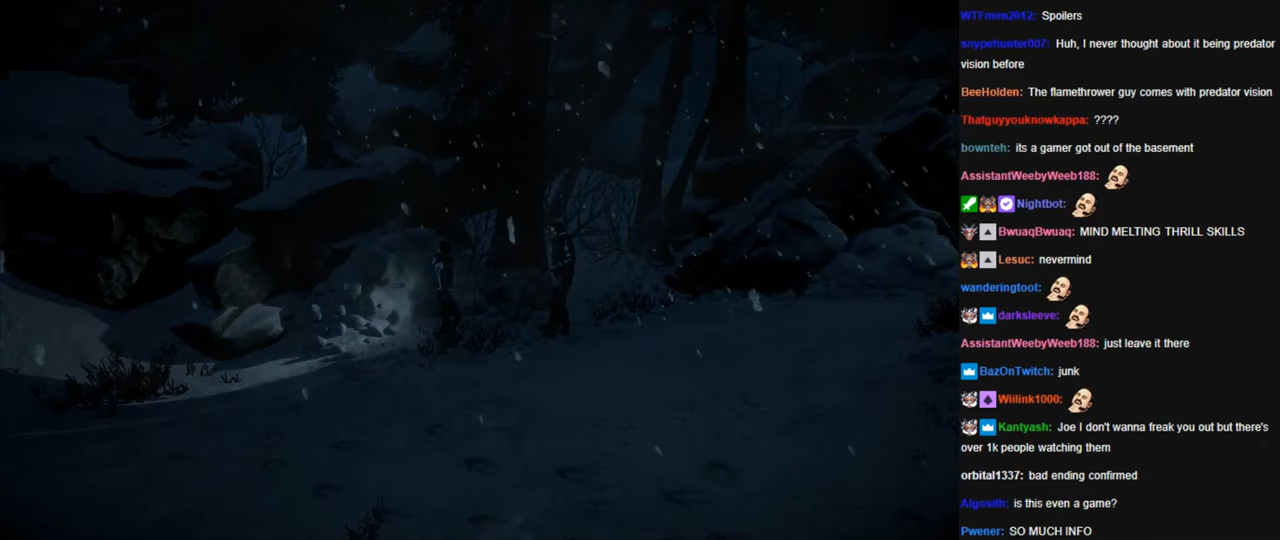 WTFmim2012: Spoilers
snypehunter007: Huh, I never thought about it being predator
vision before
BeeHolden: The flamethrower guy comes with predator vision
Thatguyyouknowkappa: ????
bownteh: its a gamer got out of the basement
AssistantWeebyWeeb188:
Nightbot:
BwuaqBwuaq: MIND MELTING THRILL SKILLS
Lesuc: nevermind
wanderingtoot:
darksleeve:
AssistantWeebyWeeb188: just leave it there
BazOnTwitch: junk
Wiilink1000:
Kantyash: Joe I don't wanna freak you out but there's
over 1k people watching them
orbital1337: bad ending confirmed
Algosith: is this even a game?
Pwener: SO MUCH INFO